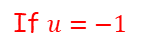 If u = −1